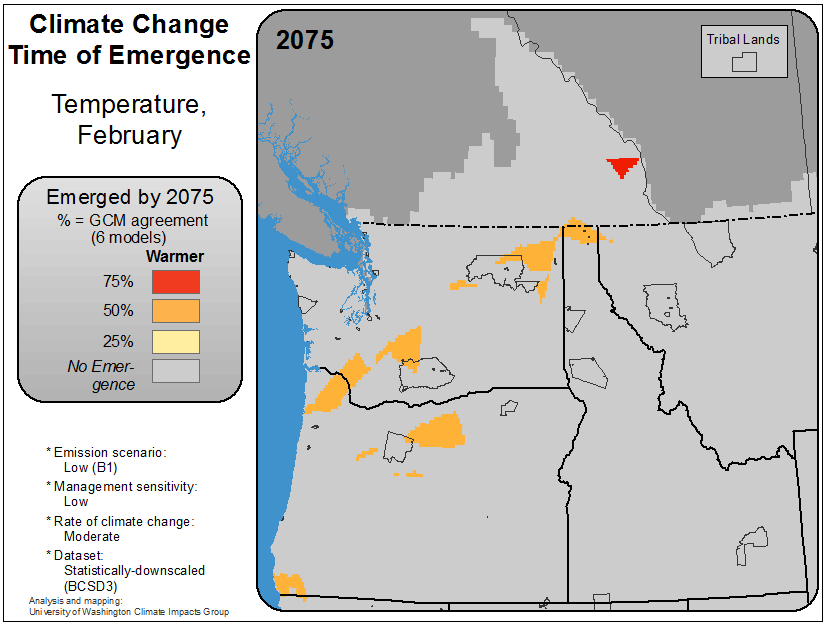 Climate Change
Time of Emergence
Temperature,
February
Emerged by 2075
% = GCM agreement
(6 models)
Warmer
75%
50%
25%
No Emer-
gence
* Emission scenario:
Low (B1)
* Management sensitivity:
Low
* Rate of climate change:
Moderate
* Dataset:
Statistically-downscaled
(BCSD3)
Analysis and mapping:
University of Washington Climate Impacts Group
2075
Tribal Lands